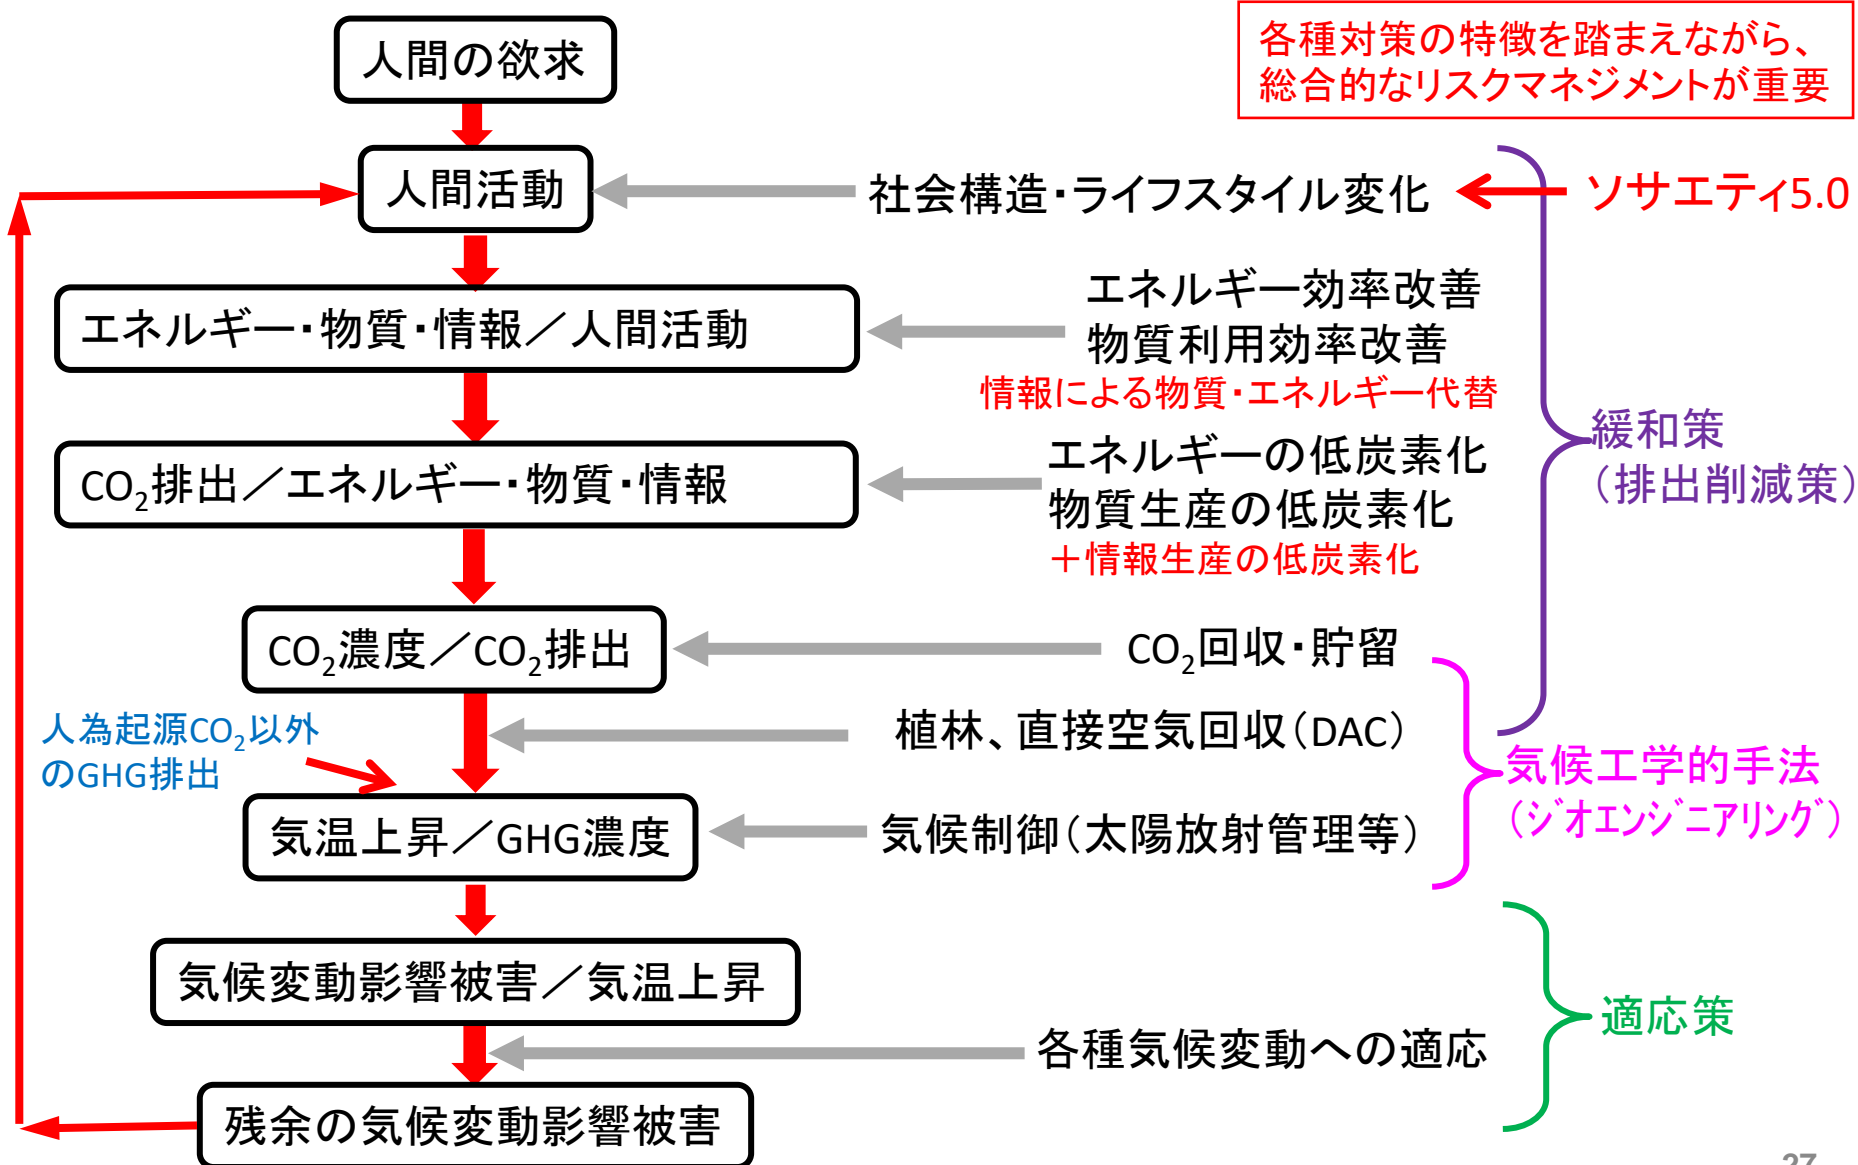 人間の欲求
各種対策の特徴を踏まえながら、
総合的なリスクマネジメントが重要
人間活動
社会構造・ライフスタイル変化
ソサエティ5.0
エネルギー・物質・情報／人間活動
エネルギー効率改善
物質利用効率改善
情報による物質・エネルギー代替
CO2排出／エネルギー・物質・情報
エネルギーの低炭素化
物質生産の低炭素化
＋情報生産の低炭素化
緩和策
（排出削減策）
CO2濃度／CO2排出
CO2回収・貯留
人為起源CO2以外
のGHG排出
植林、直接空気回収（DAC）
気温上昇／GHG濃度
気候制御（太陽放射管理等）
気候工学的手法
（ｼﾞｵｴﾝｼﾞﾆｱﾘﾝｸﾞ）
気候変動影響被害／気温上昇
各種気候変動への適応
適応策
残余の気候変動影響被害
27